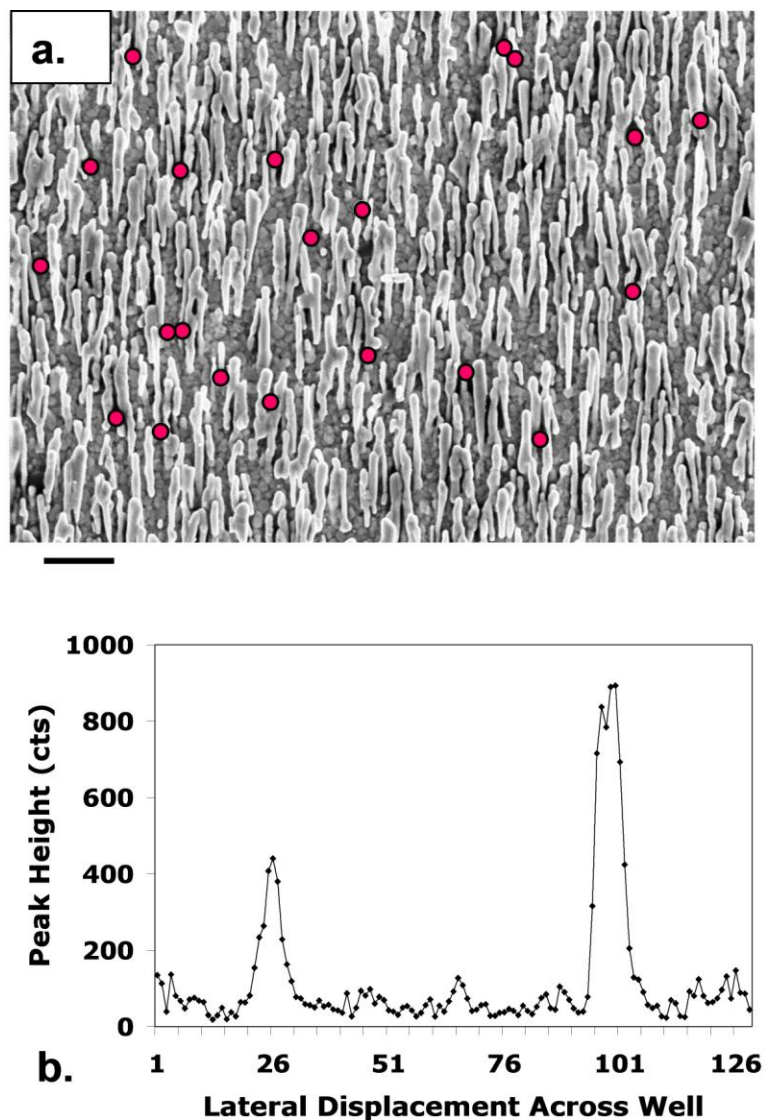 a.
1000
800
600
400
200
0
Peak Height (cts)
1 26 51 76 101 126
b.
Lateral Displacement Across Well